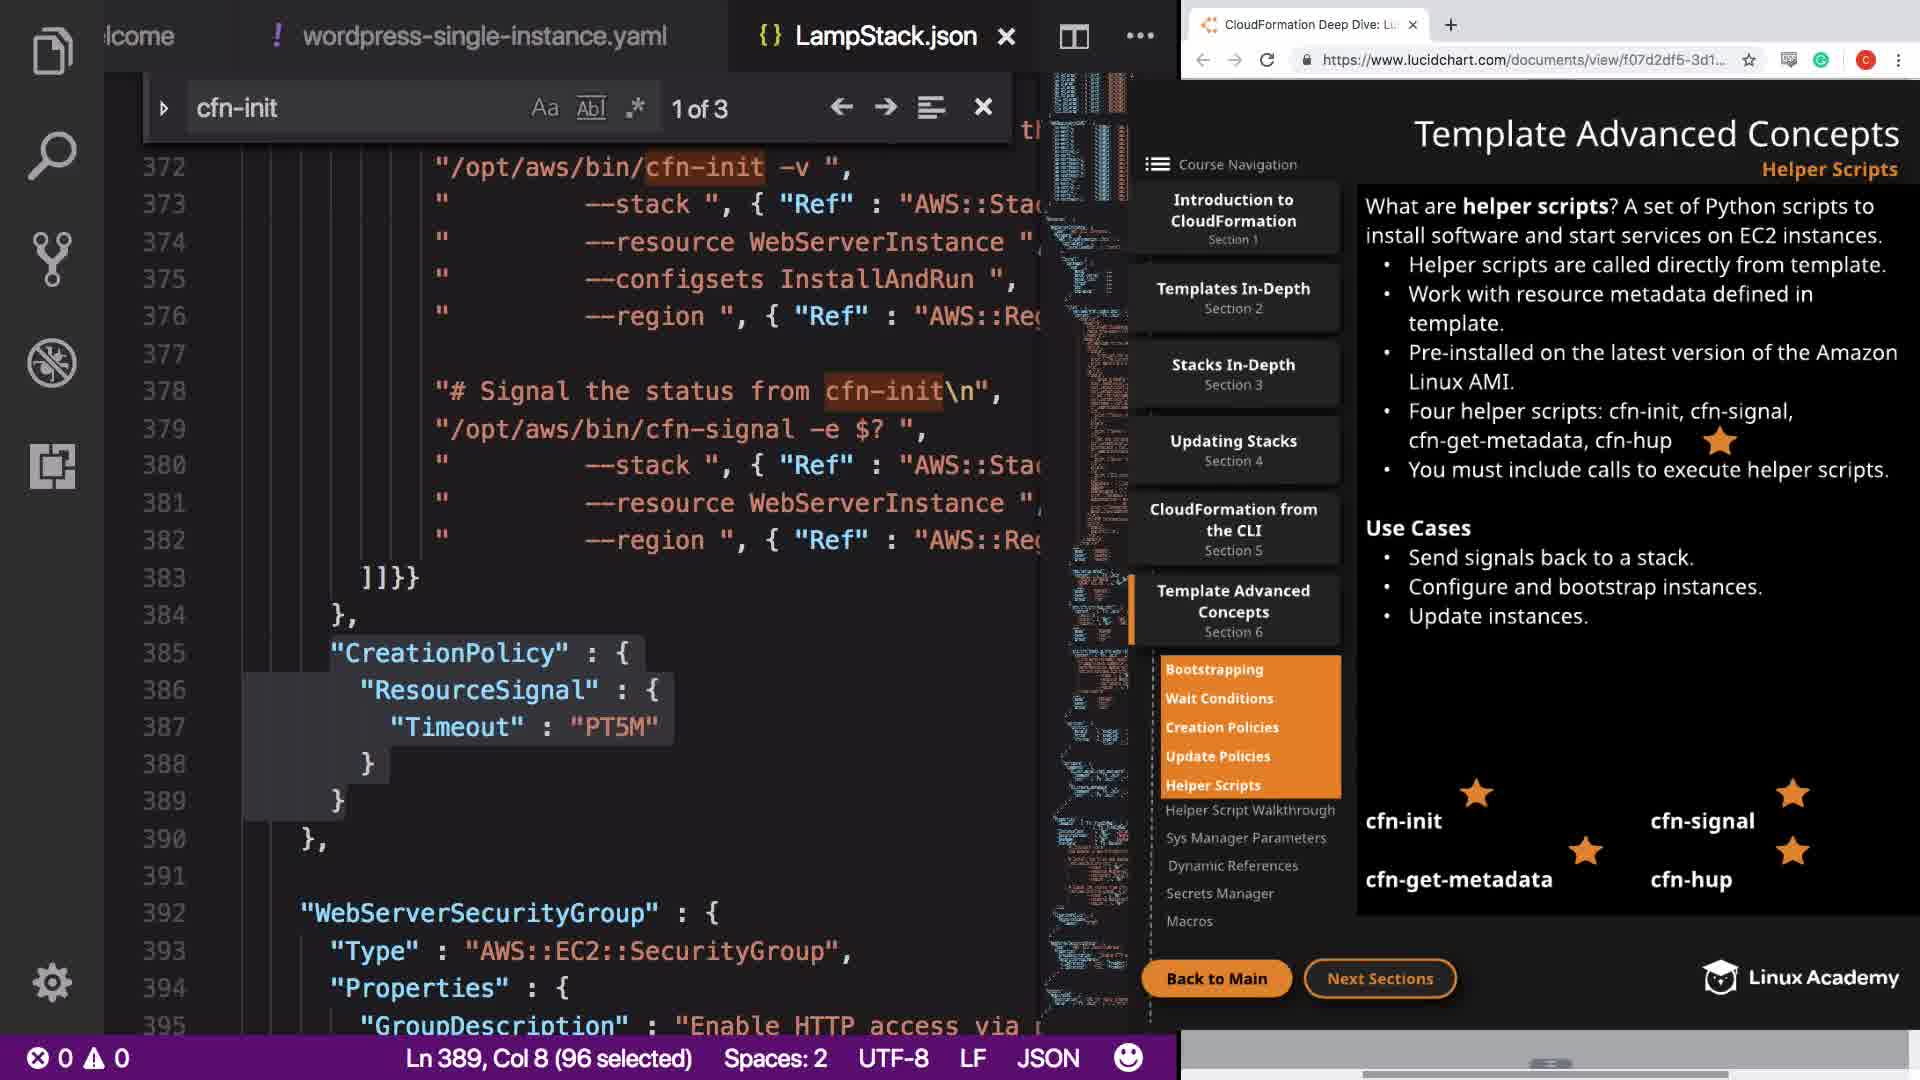 lcome
! wordpress-single-instance.yaml
{} LampStack.json
cfn-init
Aa Abl .* 1 of 3
372 "/opt/aws/bin/cfn-init -v ",
373 " --stack ", { "Ref" : "AWS::Stac
374 " --resource WebServerInstance ",
375 " --configsets InstallAndRun ",
376 " --region ", { "Ref" : "AWS::Reg
377
378 "# Signal the status from cfn-init\n",
379 "/opt/aws/bin/cfn-signal -e $? ",
380 " --stack ", { "Ref" : "AWS::Stac
381 " --resource WebServerInstance ",
382 " --region ", { "Ref" : "AWS::Reg
383 ]]}}
384 },
385 "CreationPolicy" : {
386 "ResourceSignal" : {
387 "Timeout" : "PT5M"
388 }
389 }
390 },
391
392 "WebServerSecurityGroup" : {
393 "Type" : "AWS::EC2::SecurityGroup",
394 "Properties" : {
395 "GroupDescription" : "Enable HTTP access via
0 0
Ln 389, Col 8 (96 selected)
Spaces: 2
UTF-8
LF
JSON
CloudFormation Deep Dive: Lu
https://www.lucidchart.com/documents/view/f07d2df5-3d1...
C
Template Advanced Concepts
Helper Scripts
Course Navigation
Introduction to
CloudFormation
Section 1
Templates In-Depth
Section 2
Stacks In-Depth
Section 3
Updating Stacks
Section 4
CloudFormation from
the CLI
Section 5
Template Advanced
Concepts
Section 6
Bootstrapping
Wait Conditions
Creation Policies
Update Policies
Helper Scripts
Helper Script Walkthrough
Sys Manager Parameters
Dynamic References
Secrets Manager
Macros
Back to Main
Next Sections
What are helper scripts? A set of Python scripts to
install software and start services on EC2 instances.
• Helper scripts are called directly from template.
• Work with resource metadata defined in
template.
• Pre-installed on the latest version of the Amazon
Linux AMI.
• Four helper scripts: cfn-init, cfn-signal,
cfn-get-metadata, cfn-hup
• You must include calls to execute helper scripts.
Use Cases
• Send signals back to a stack.
• Configure and bootstrap instances.
• Update instances.
cfn-init
cfn-signal
cfn-get-metadata
cfn-hup
Linux Academy